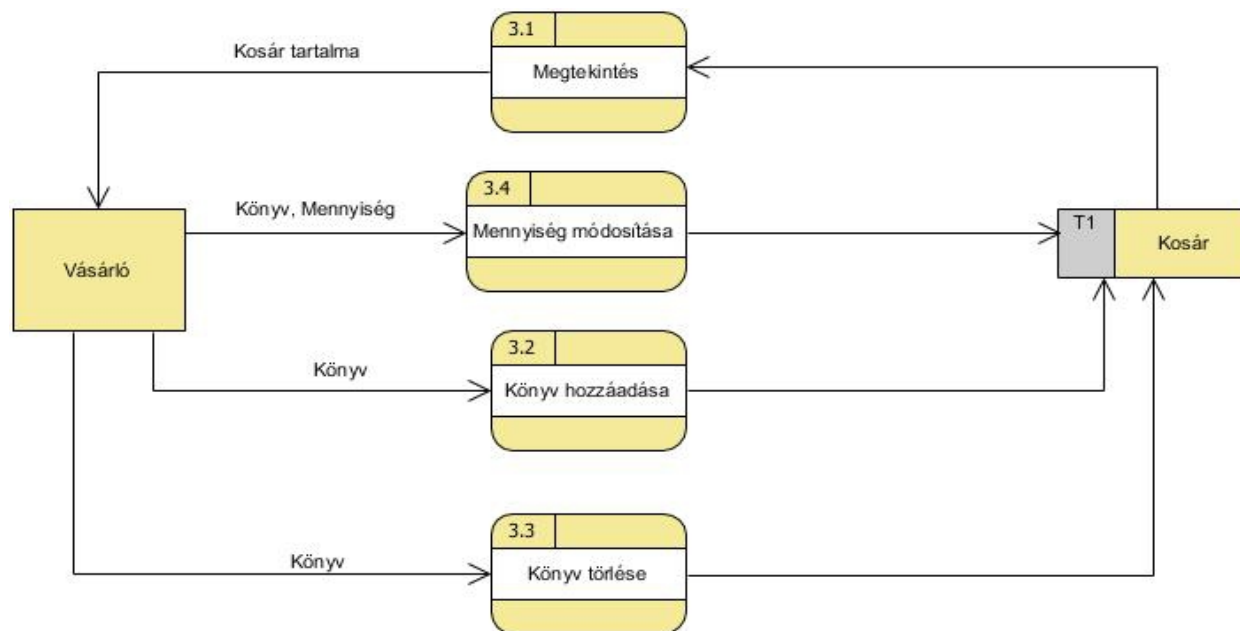 3.1
Kosár tartalma
Megtekintés
3.4
Könyv, Mennyiség
Mennyiség módosítása
T1
Kosár
Vásárló
3.2
Könyv
Könyv hozzáadása
3.3
Könyv
Könyv törlése